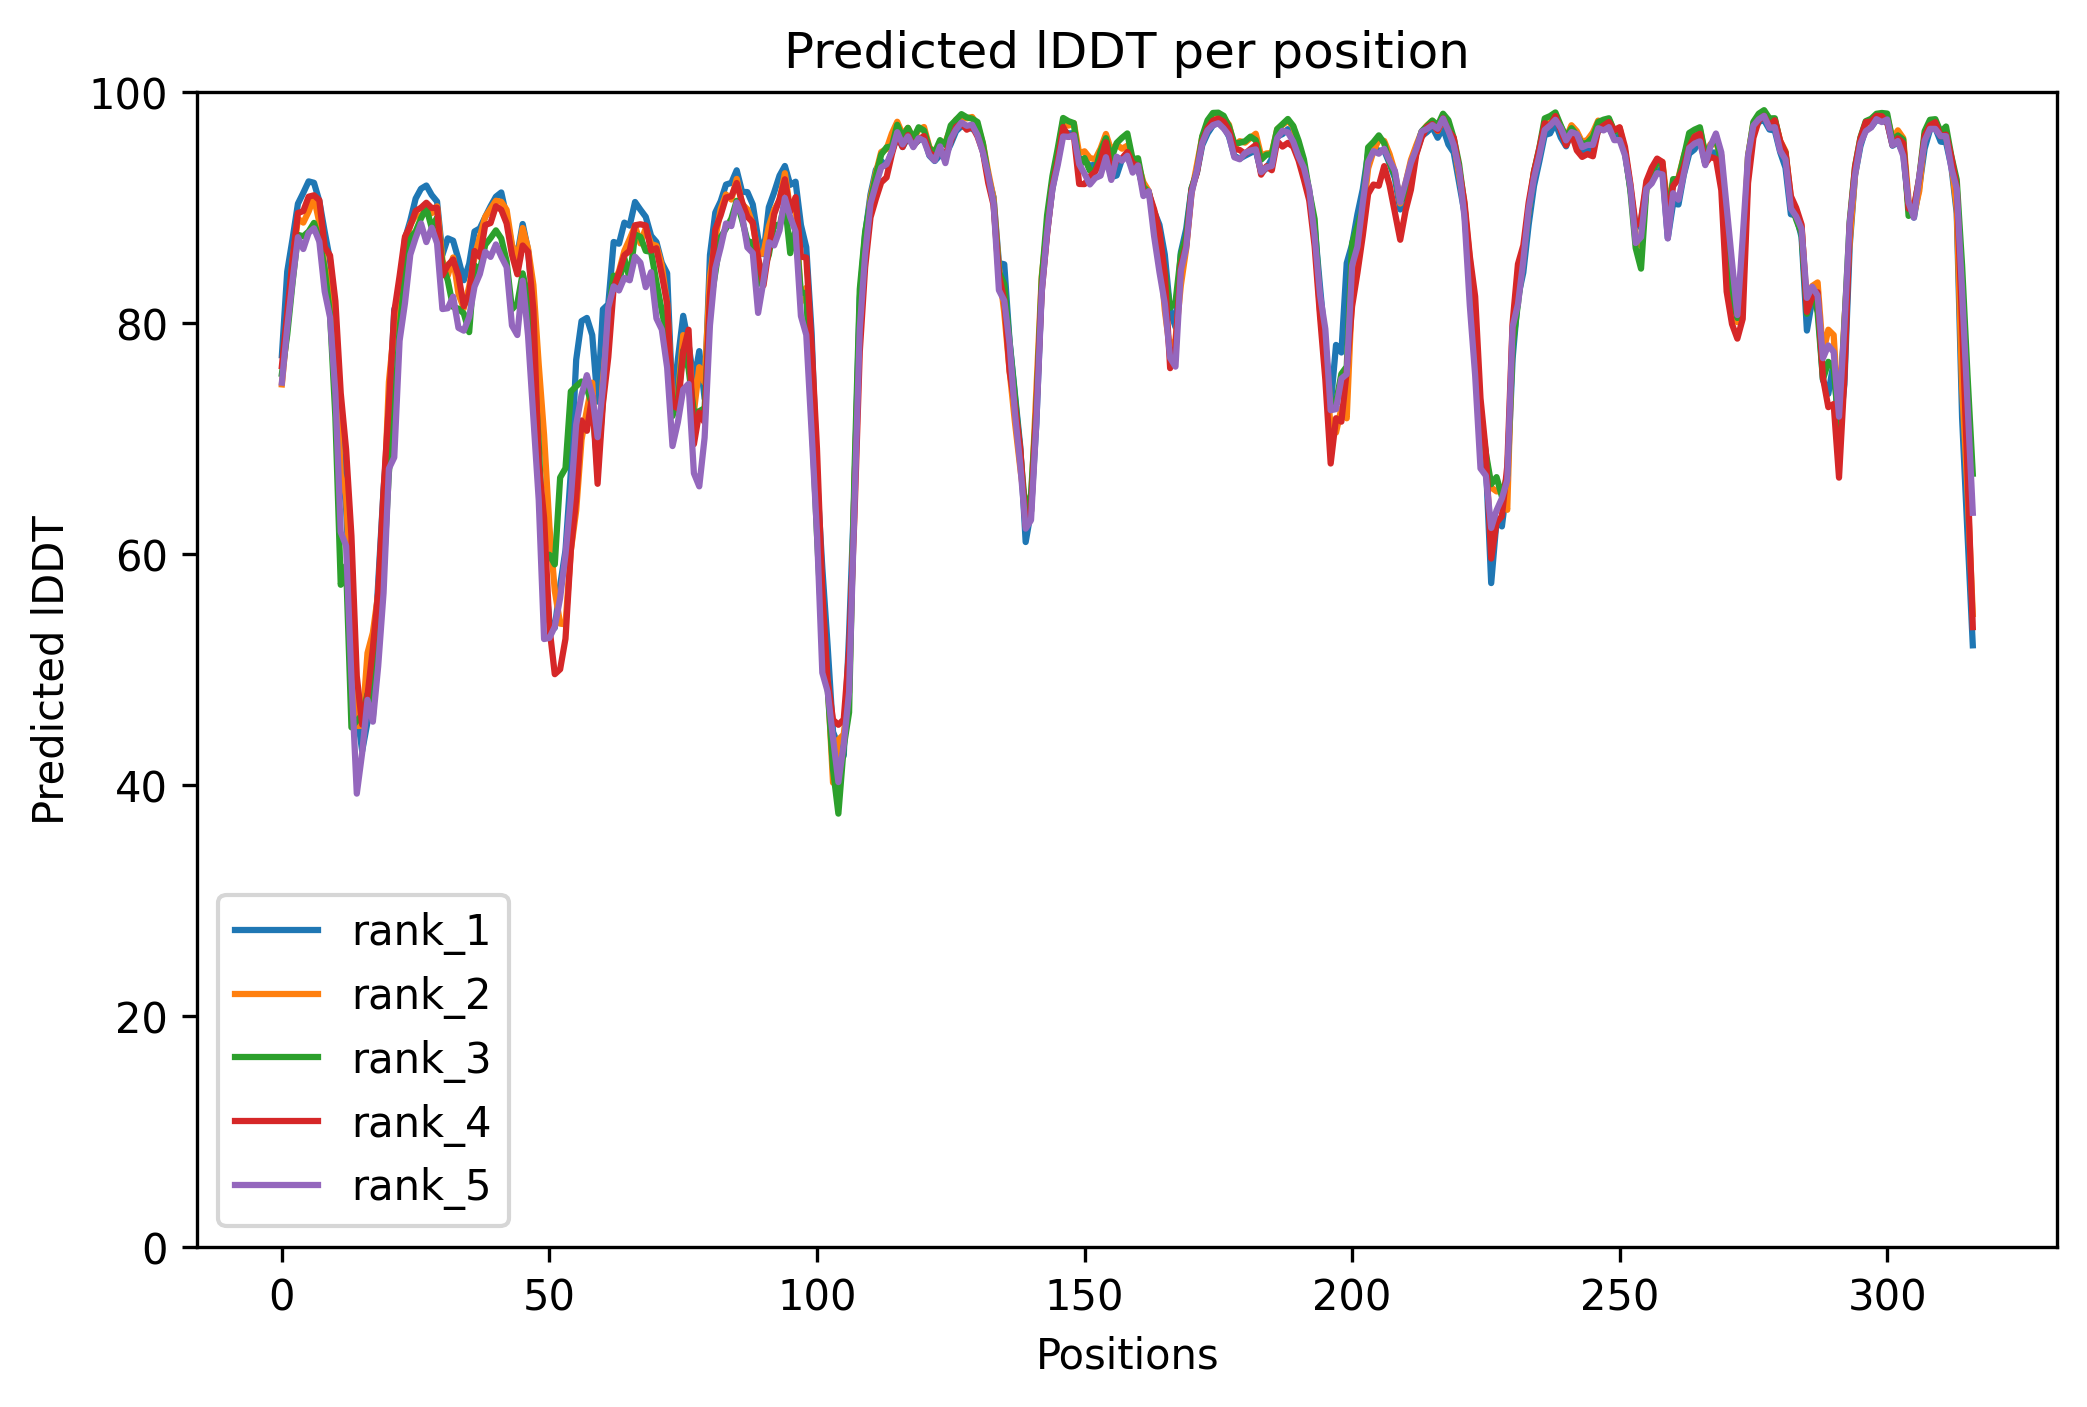 Predicted lDDT per position
100
80
60
40
20
0
Predicted lDDT
rank_1
rank_2
rank_3
rank_4
rank_5
0 50 100 150 200 250 300
Positions